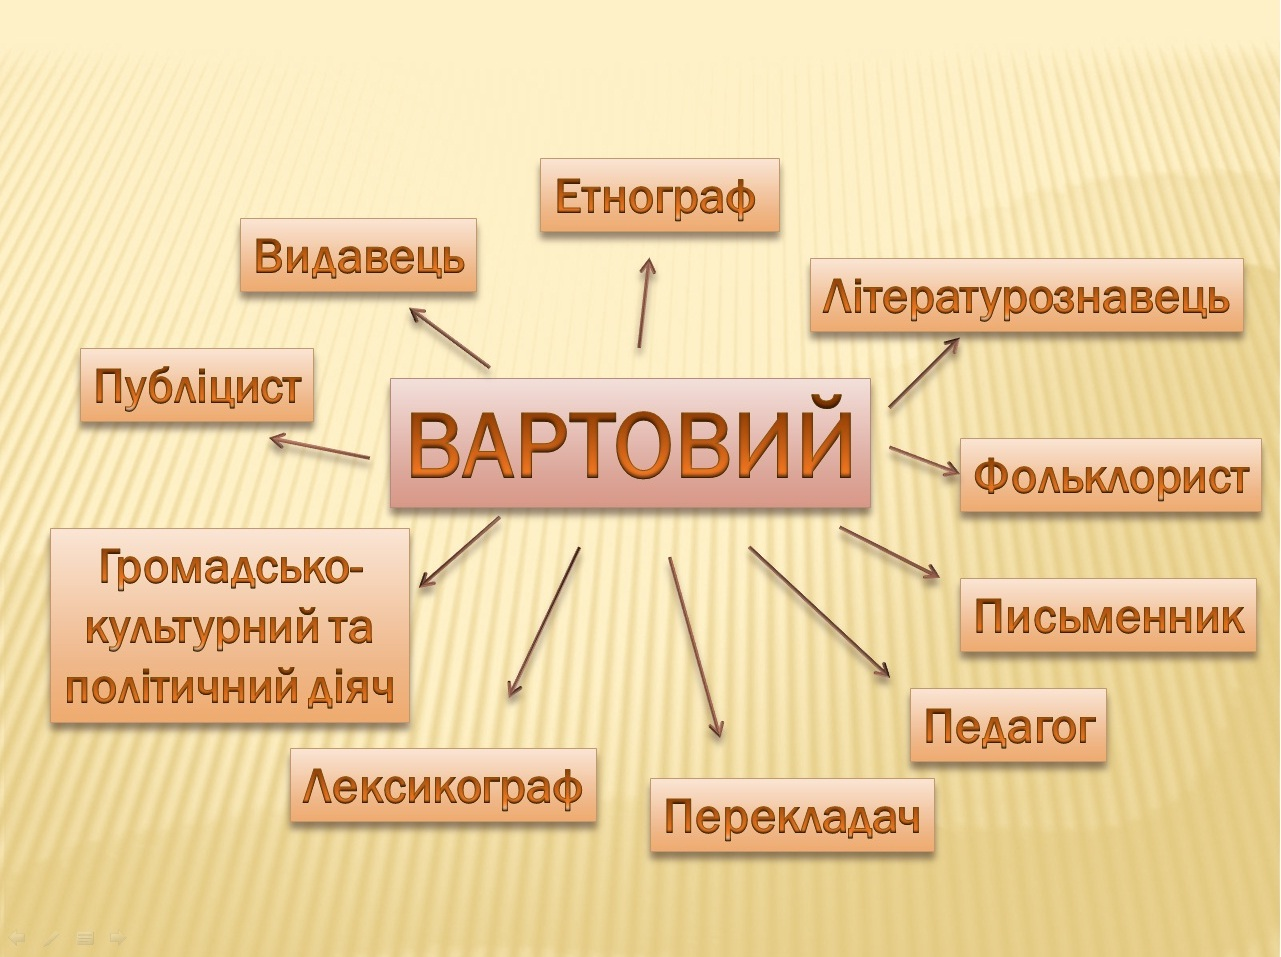 Етнограф
Видавець
Літературознавець
Публіцист
ВАРТОВИЙ
Фольклорист
Громадсько-
культурний та
політичний діяч
Письменник
Педагог
Лексикограф
Перекладач